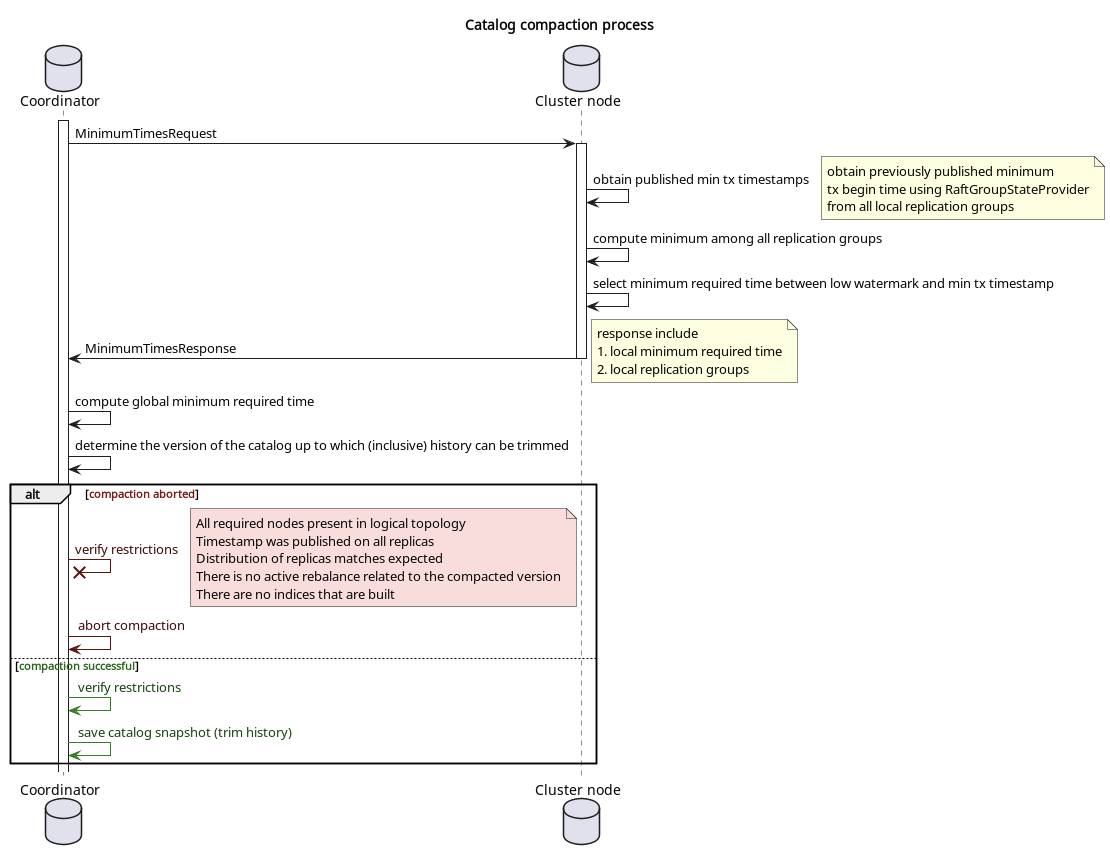 Catalog compaction process
Coordinator
Cluster node
MinimumTimesRequest
obtain published min tx timestamps
obtain previously published minimum
tx begin time using RaftGroupStateProvider
from all local replication groups
compute minimum among all replication groups
select minimum required time between low watermark and min tx timestamp
MinimumTimesResponse
response include
1. local minimum required time
2. local replication groups
compute global minimum required time
determine the version of the catalog up to which (inclusive) history can be trimmed
alt
[compaction aborted]
verify restrictions
All required nodes present in logical topology
Timestamp was published on all replicas
Distribution of replicas matches expected
There is no active rebalance related to the compacted version
There are no indices that are built
abort compaction
[compaction successful]
verify restrictions
save catalog snapshot (trim history)
Coordinator
Cluster node